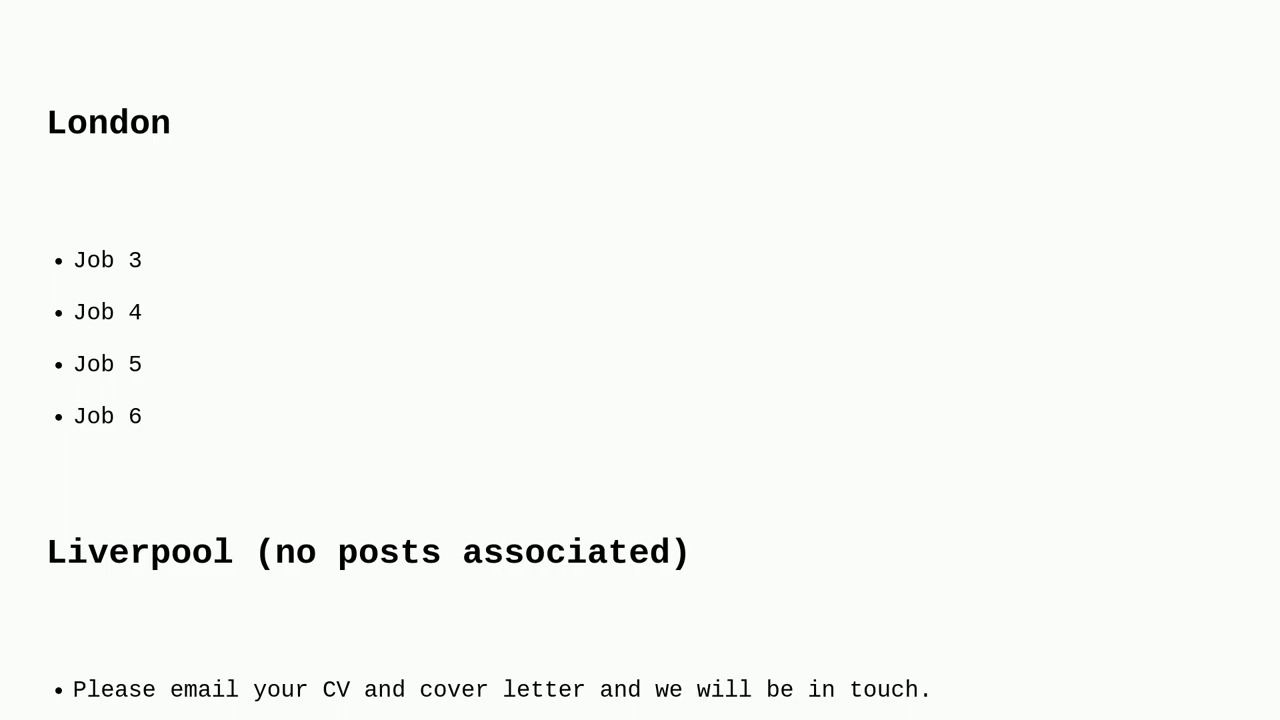 London
• Job 3
• Job 4
• Job 5
• Job 6
Liverpool (no posts associated)
• Please email your CV and cover letter and we will be in touch.